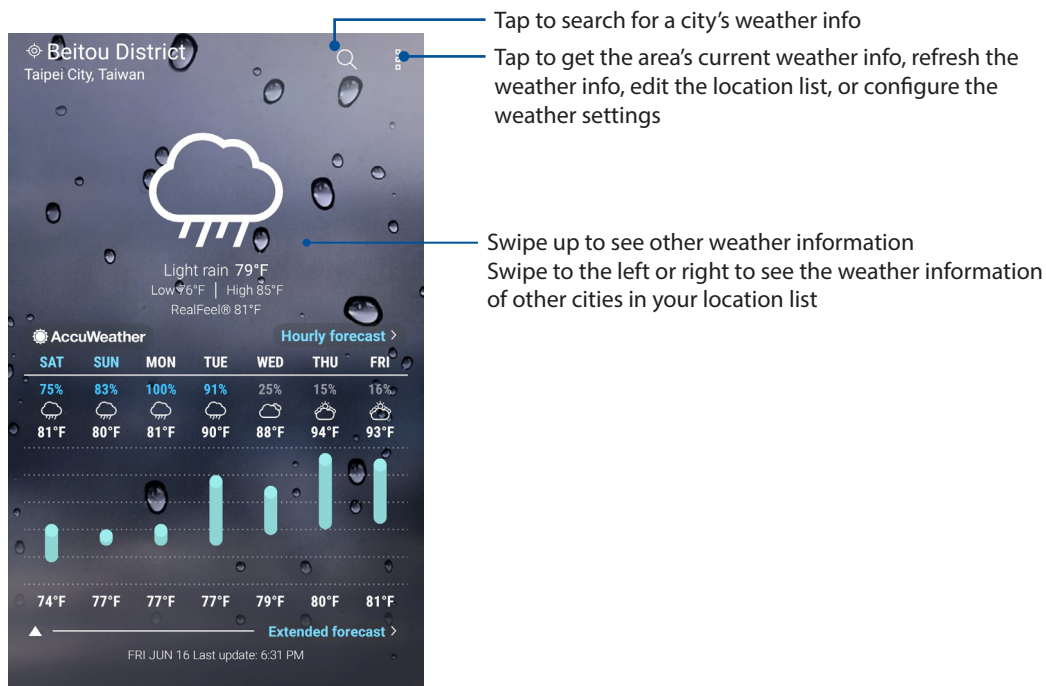 Tap to search for a city’s weather info
Tap to get the area’s current weather info, refresh the
weather info, edit the location list, or configure the
weather settings
Beitou District
Taipei City, Taiwan
Swipe up to see other weather information
Swipe to the left or right to see the weather information
of other cities in your location list
Light rain 79°F
Low 76°F | High 85°F
RealFeel® 81°F
AccuWeather Hourly forecast >
SAT SUN MON TUE WED THU FRI
75% 83% 100% 91% 25% 15% 16%
81°F 80°F 81°F 90°F 88°F 94°F 93°F
74°F 77°F 77°F 77°F 79°F 80°F 81°F
Extended forecast >
FRI JUN 16 Last update: 6:31 PM